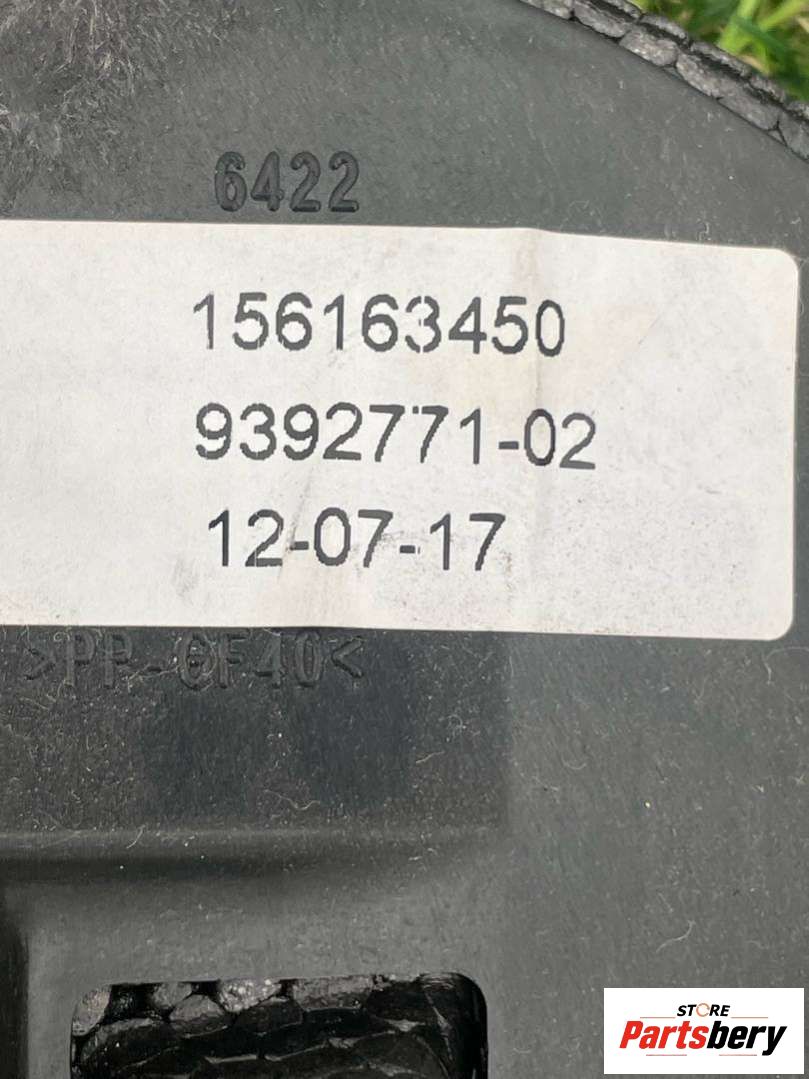 6422
156163450
9392771-02
12-07-17
>PP-GF40<
STORE
Partsbery